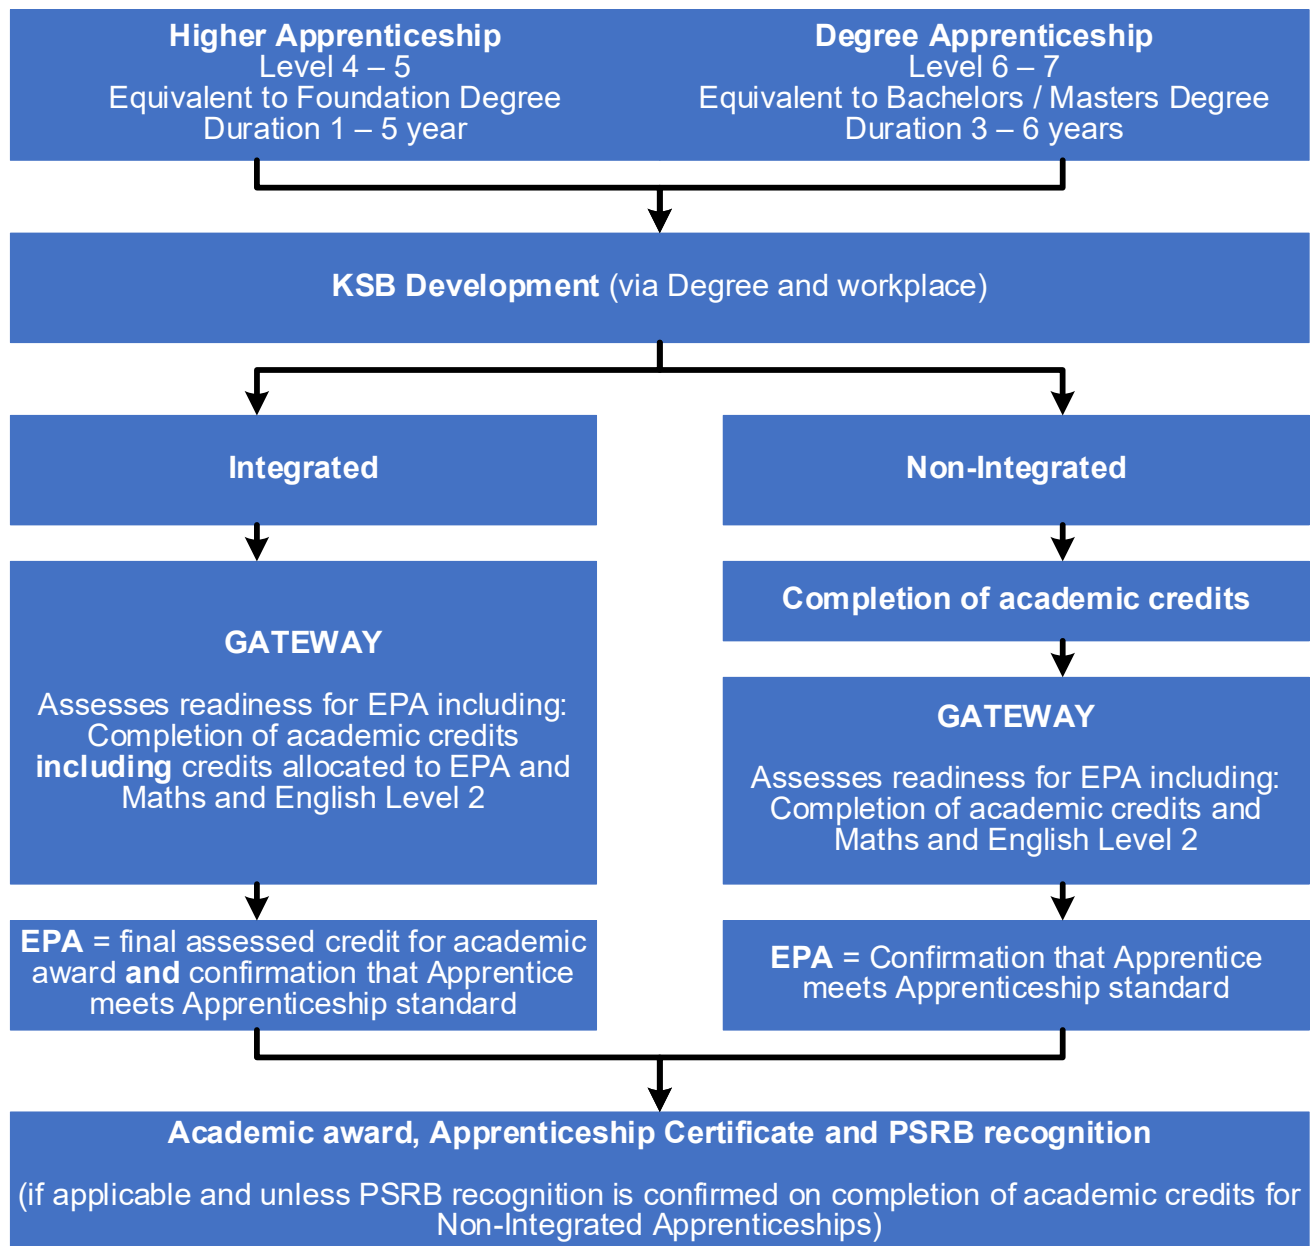 Higher Apprenticeship
Level 4 – 5
Equivalent to Foundation Degree
Duration 1 – 5 year
Degree Apprenticeship
Level 6 – 7
Equivalent to Bachelors / Masters Degree
Duration 3 – 6 years
KSB Development (via Degree and workplace)
Integrated
Non-Integrated
GATEWAY
Assesses readiness for EPA including:
Completion of academic credits
including credits allocated to EPA and
Maths and English Level 2
Completion of academic credits
GATEWAY
Assesses readiness for EPA including:
Completion of academic credits and
Maths and English Level 2
EPA = final assessed credit for academic
award and confirmation that Apprentice
meets Apprenticeship standard
EPA = Confirmation that Apprentice
meets Apprenticeship standard
Academic award, Apprenticeship Certificate and PSRB recognition
(if applicable and unless PSRB recognition is confirmed on completion of academic credits for
Non-Integrated Apprenticeships)